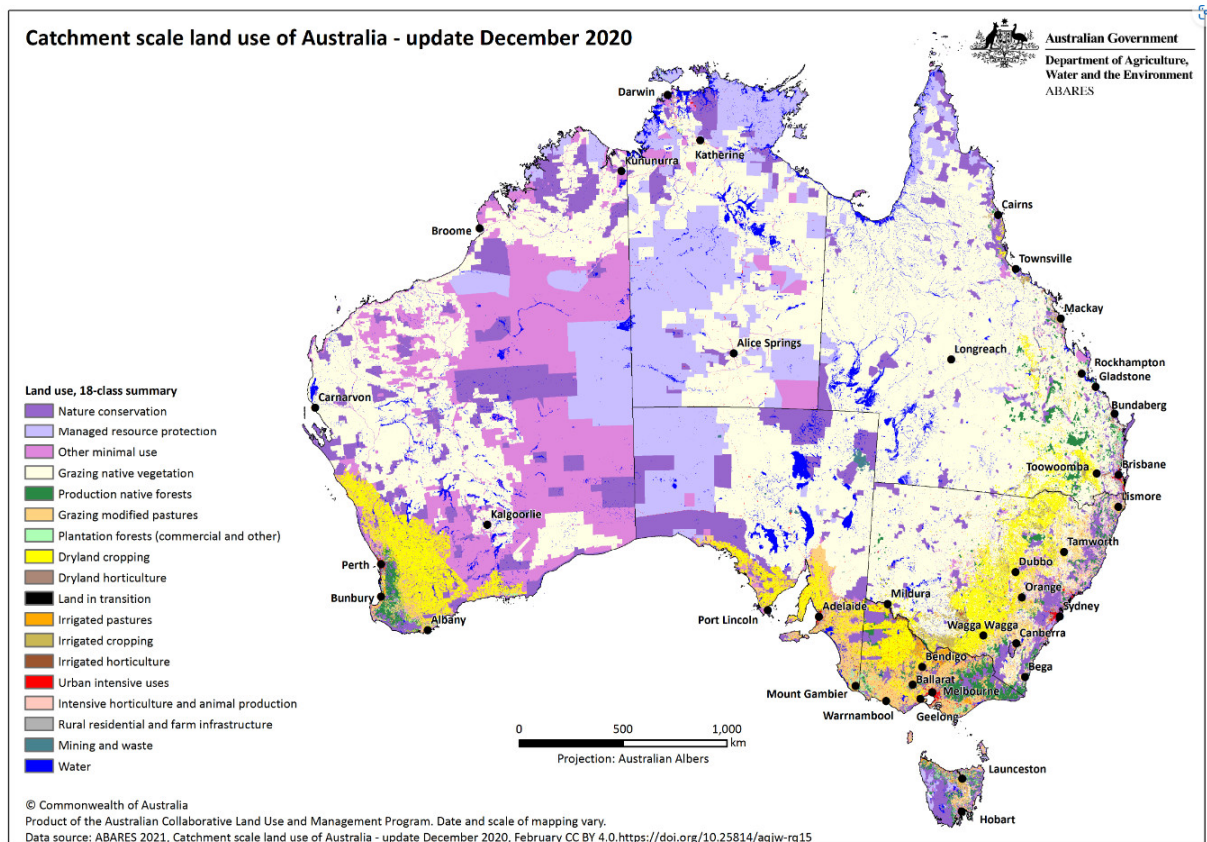 Catchment scale land use of Australia - update December 2020
Australian Government
Department of Agriculture,
Water and the Environment
ABARES
Darwin
Katherine
Kununurra
Broome
Cairns
Townsville
Mackay
Alice Springs
Longreach
Rockhampton
Gladstone
Carnarvon
Bundaberg
Toowoomba
Brisbane
Lismore
Kalgoorlie
Tamworth
Perth
Dubbo
Orange
Bunbury
Mildura
Sydney
Albany
Port Lincoln
Adelaide
Wagga Wagga
Canberra
Bendigo
Bega
Ballarat
Mount Gambier
Melbourne
Warrnambool
Geelong
Launceston
Hobart
Land use, 18-class summary
Nature conservation
Managed resource protection
Other minimal use
Grazing native vegetation
Production native forests
Grazing modified pastures
Plantation forests (commercial and other)
Dryland cropping
Dryland horticulture
Land in transition
Irrigated pastures
Irrigated cropping
Irrigated horticulture
Urban intensive uses
Intensive horticulture and animal production
Rural residential and farm infrastructure
Mining and waste
Water
0 500 1,000
km
Projection: Australian Albers
© Commonwealth of Australia
Product of the Australian Collaborative Land Use and Management Program. Date and scale of mapping vary.
Data source: ABARES 2021, Catchment scale land use of Australia - update December 2020, February CC BY 4.0.https://doi.org/10.25814/aqjw-rq15